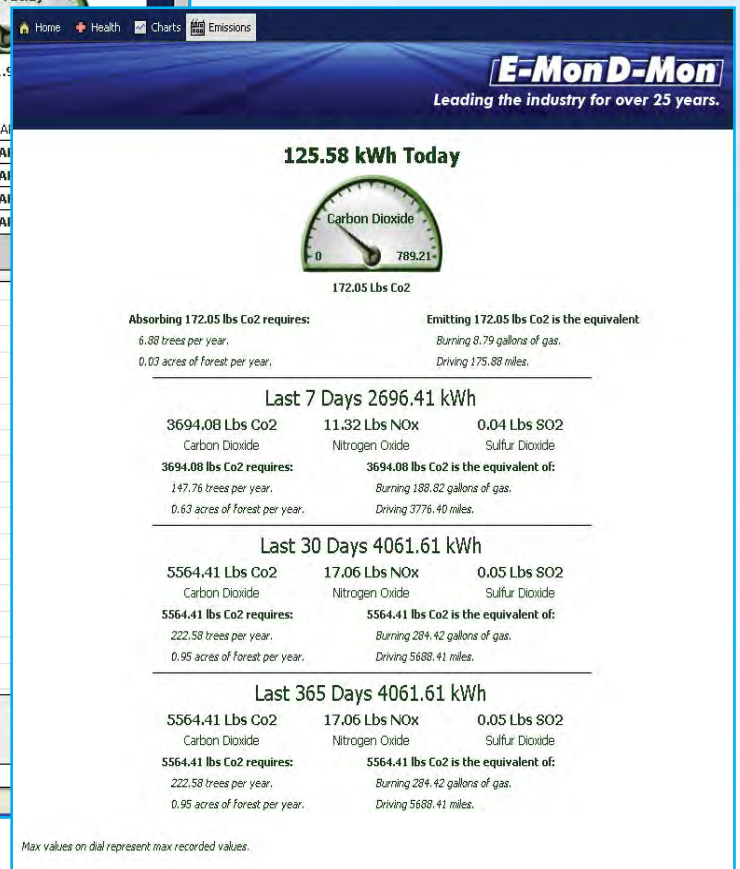 Home Health Charts Emissions
E-Mon D-Mon
Leading the industry for over 25 years.
125.58 kWh Today
Carbon Dioxide
0 789.21
172.05 Lbs Co2
Absorbing 172.05 lbs Co2 requires: Emitting 172.05 lbs Co2 is the equivalent
6.88 trees per year. Burning 8.79 gallons of gas.
0.03 acres of forest per year. Driving 175.88 miles.
Last 7 Days 2696.41 kWh
3694.08 Lbs Co2 11.32 Lbs NOx 0.04 Lbs SO2
Carbon Dioxide Nitrogen Oxide Sulfur Dioxide
3694.08 lbs Co2 requires: 3694.08 lbs Co2 is the equivalent of:
147.76 trees per year. Burning 188.82 gallons of gas.
0.63 acres of forest per year. Driving 3776.40 miles.
Last 30 Days 4061.61 kWh
5564.41 Lbs Co2 17.06 Lbs NOx 0.05 Lbs SO2
Carbon Dioxide Nitrogen Oxide Sulfur Dioxide
5564.41 lbs Co2 requires: 5564.41 lbs Co2 is the equivalent of:
222.58 trees per year. Burning 284.42 gallons of gas.
0.95 acres of forest per year. Driving 5688.41 miles.
Last 365 Days 4061.61 kWh
5564.41 Lbs Co2 17.06 Lbs NOx 0.05 Lbs SO2
Carbon Dioxide Nitrogen Oxide Sulfur Dioxide
5564.41 lbs Co2 requires: 5564.41 lbs Co2 is the equivalent of:
222.58 trees per year. Burning 284.42 gallons of gas.
0.95 acres of forest per year. Driving 5688.41 miles.
Max values on dial represent max recorded values.